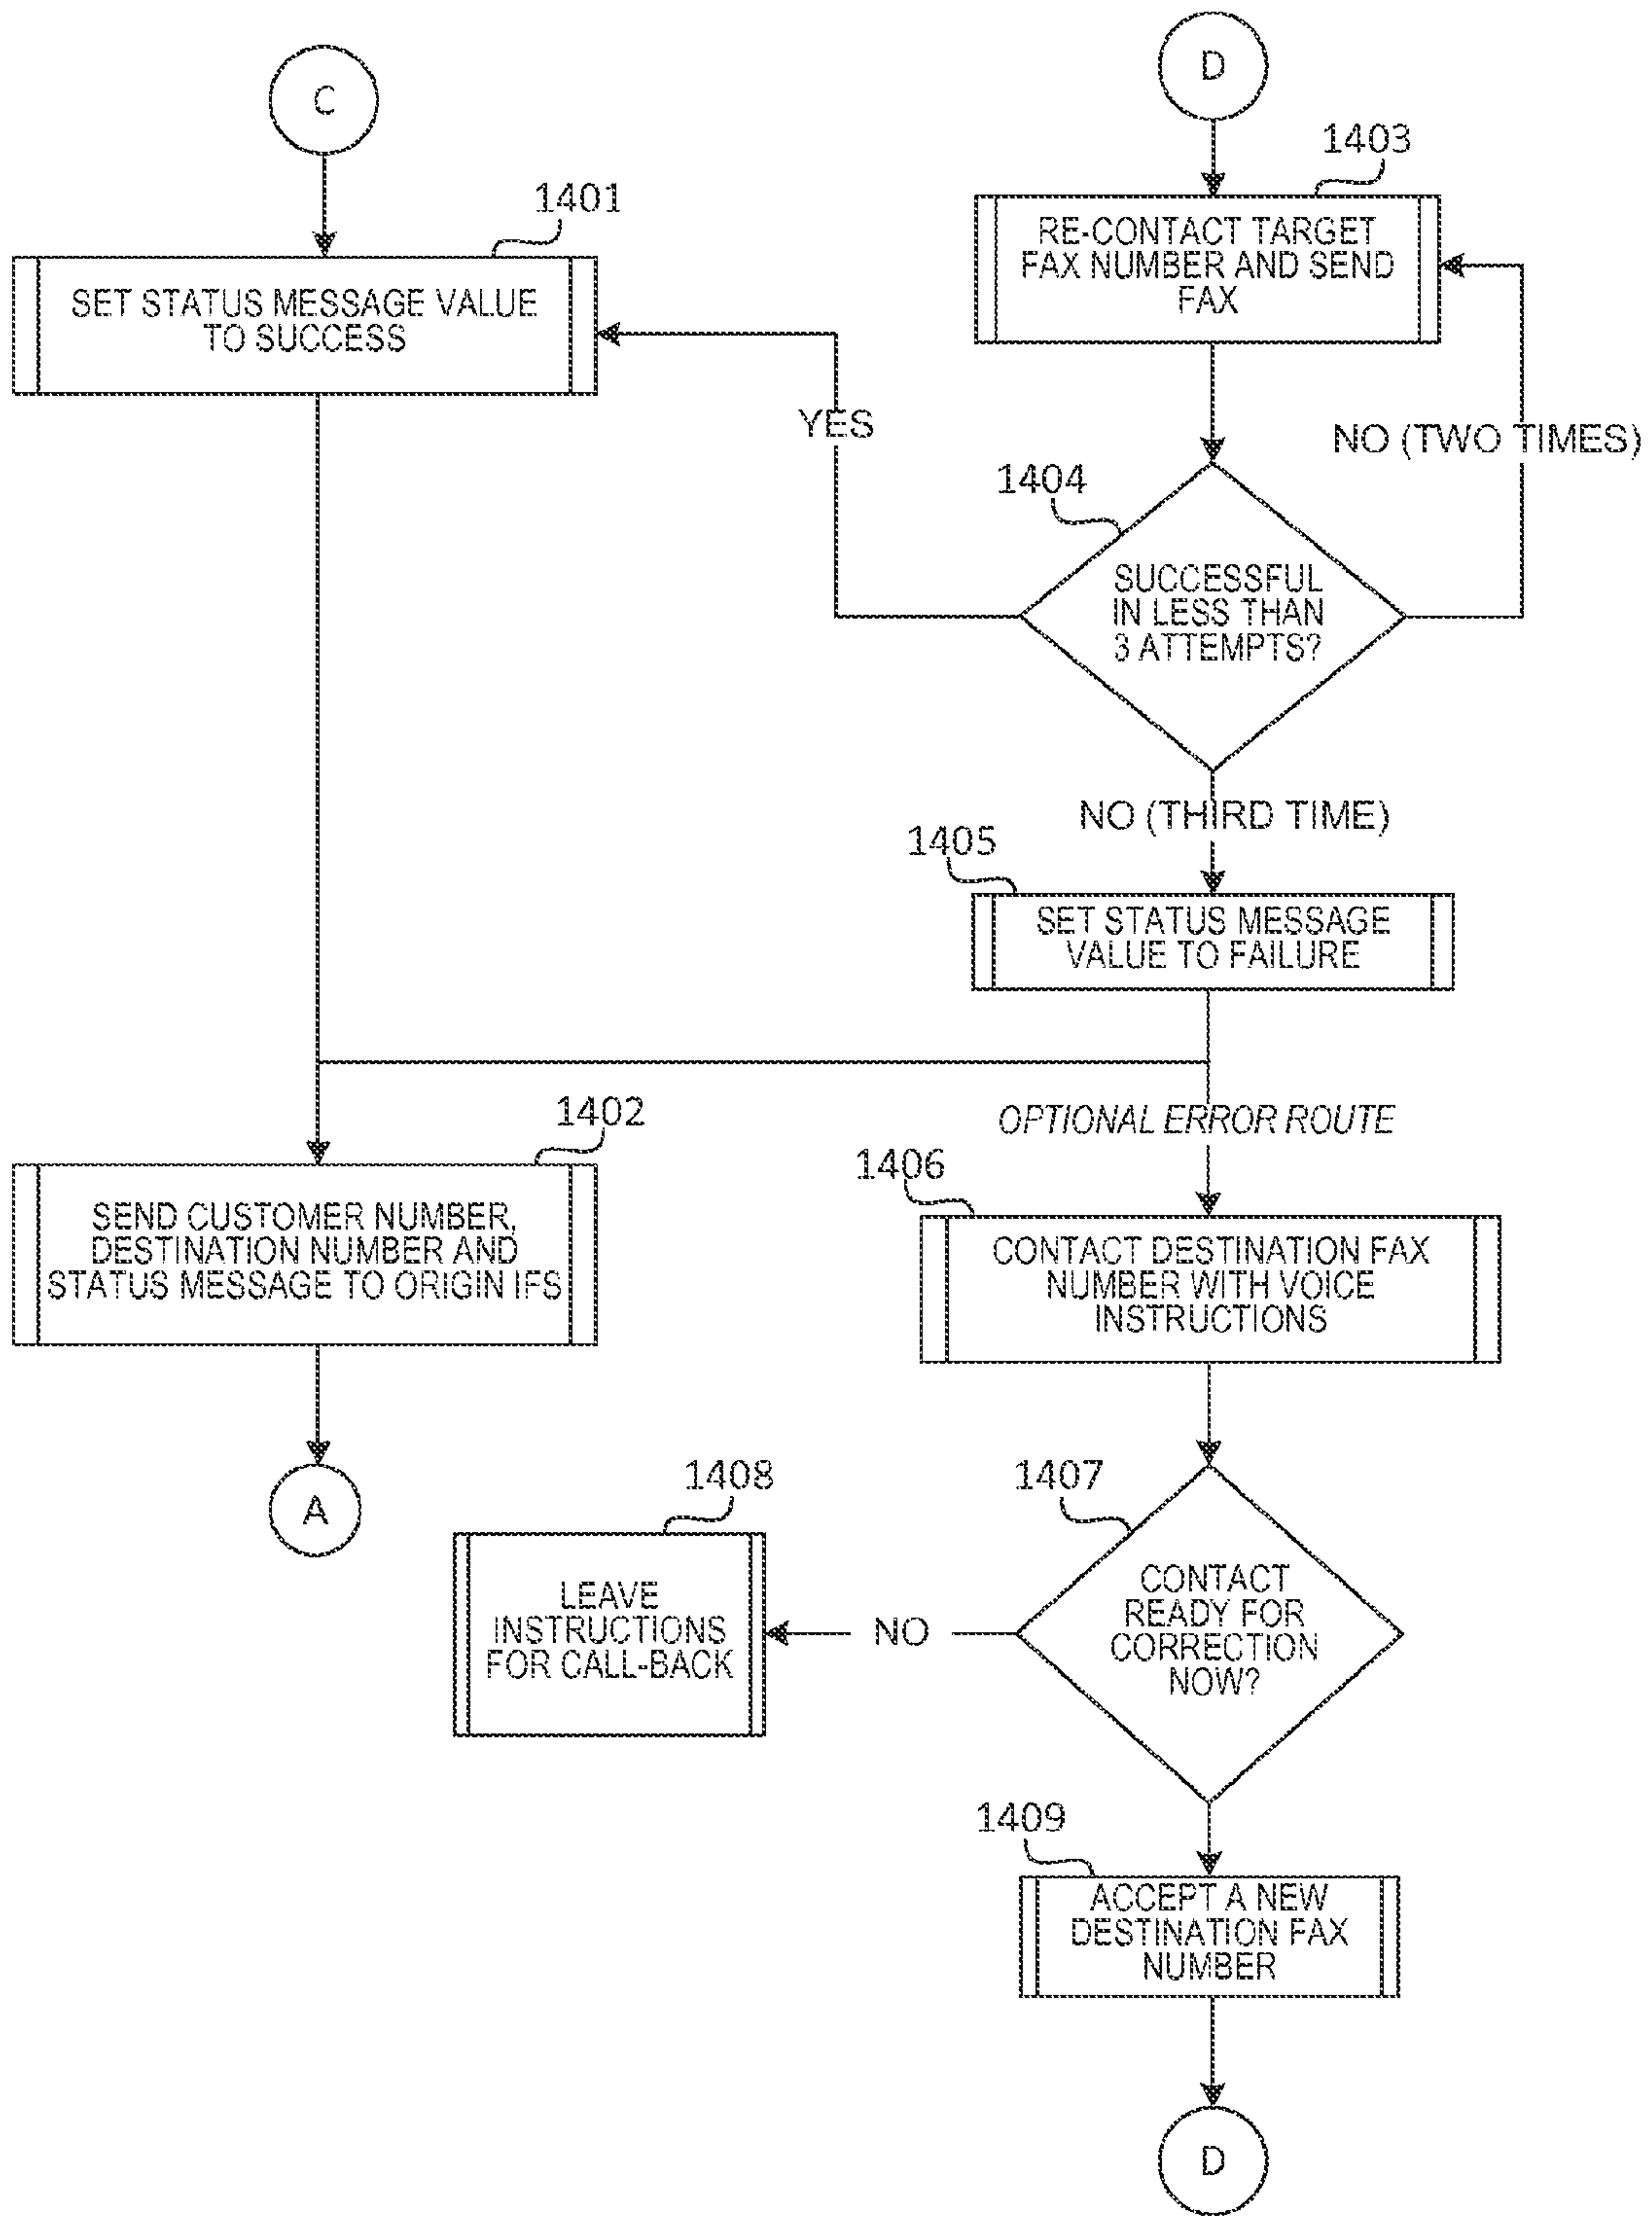 C
D
1401
1403
SET STATUS MESSAGE VALUE
TO SUCCESS
RE-CONTACT TARGET
FAX NUMBER AND SEND
FAX
YES
NO (TWO TIMES)
1404
SUCCESSFUL
IN LESS THAN
3 ATTEMPTS?
NO (THIRD TIME)
1405
SET STATUS MESSAGE
VALUE TO FAILURE
OPTIONAL ERROR ROUTE
1402
SEND CUSTOMER NUMBER,
DESTINATION NUMBER AND
STATUS MESSAGE TO ORIGIN IFS
A
1406
CONTACT DESTINATION FAX
NUMBER WITH VOICE
INSTRUCTIONS
1407
CONTACT
READY FOR
CORRECTION
NOW?
NO
1408
LEAVE
INSTRUCTIONS
FOR CALL-BACK
1409
ACCEPT A NEW
DESTINATION FAX
NUMBER
D